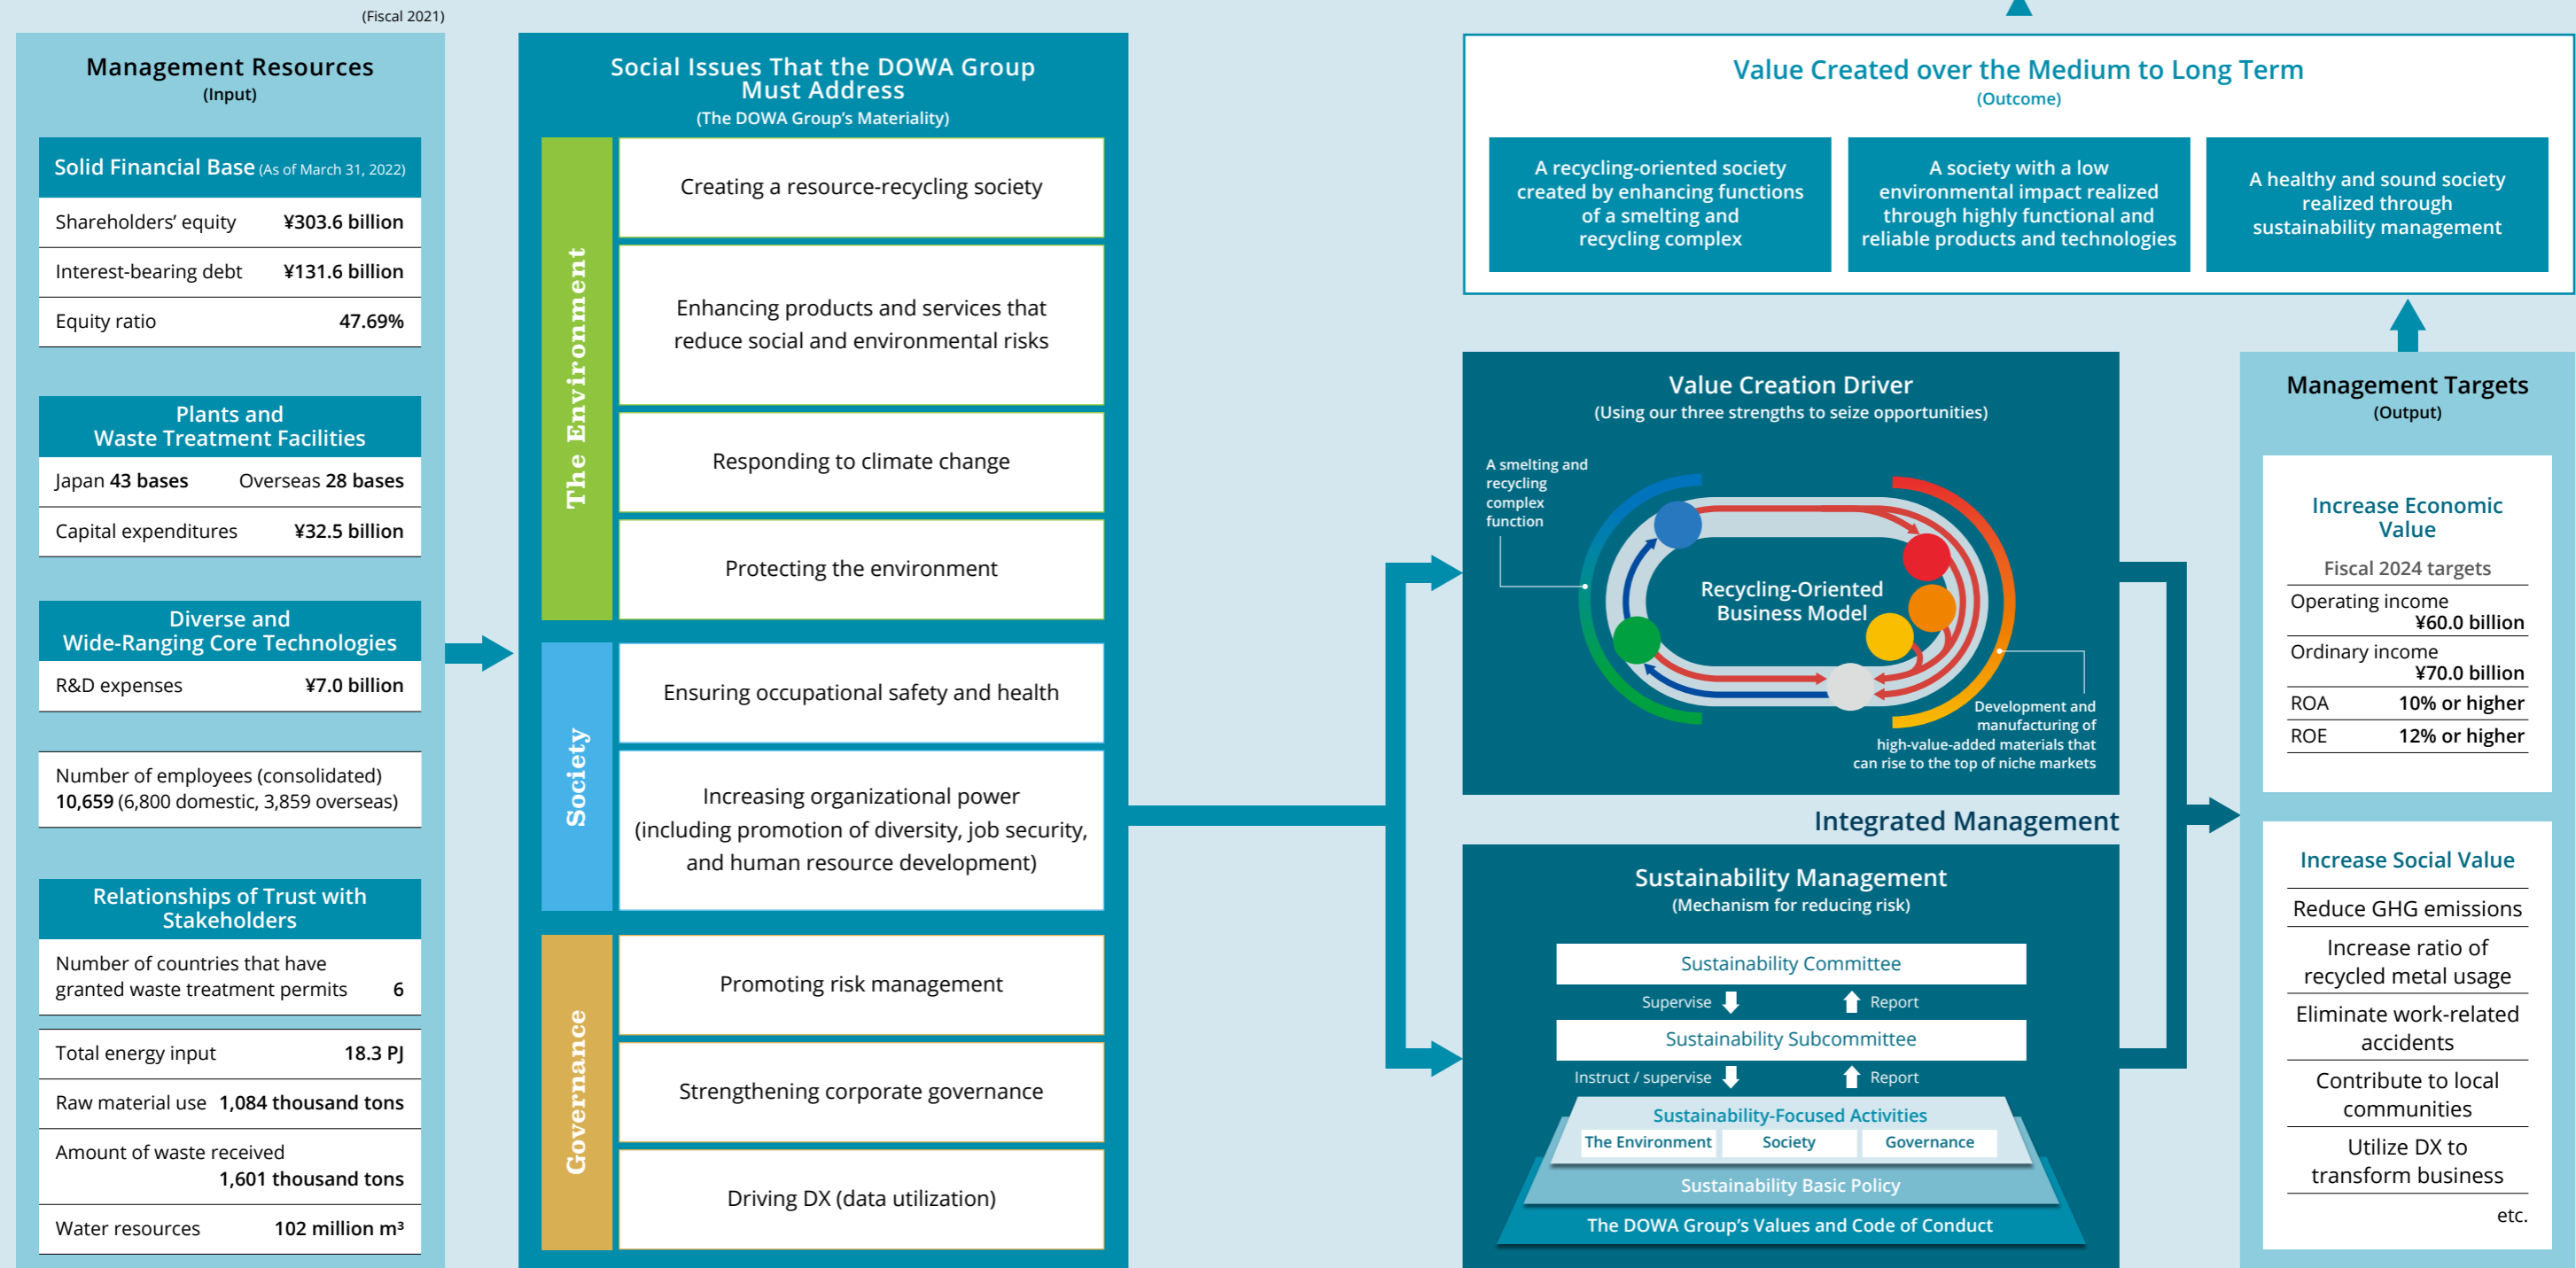 (Fiscal 2021)
Management Resources
(Input)
Solid Financial Base (As of March 31, 2022)
Shareholders’ equity ¥303.6 billion
Interest-bearing debt ¥131.6 billion
Equity ratio 47.69%
Plants and
Waste Treatment Facilities
Japan 43 bases Overseas 28 bases
Capital expenditures ¥32.5 billion
Diverse and
Wide-Ranging Core Technologies
R&D expenses ¥7.0 billion
Number of employees (consolidated)
10,659 (6,800 domestic, 3,859 overseas)
Relationships of Trust with
Stakeholders
Number of countries that have
granted waste treatment permits 6
Total energy input 18.3 PJ
Raw material use 1,084 thousand tons
Amount of waste received
1,601 thousand tons
Water resources 102 million m³
Social Issues That the DOWA Group
Must Address
(The DOWA Group’s Materiality)
The Environment
Creating a resource-recycling society
Enhancing products and services that
reduce social and environmental risks
Responding to climate change
Protecting the environment
Society
Ensuring occupational safety and health
Increasing organizational power
(including promotion of diversity, job security,
and human resource development)
Governance
Promoting risk management
Strengthening corporate governance
Driving DX (data utilization)
Value Created over the Medium to Long Term
(Outcome)
A recycling-oriented society
created by enhancing functions
of a smelting and
recycling complex
A society with a low
environmental impact realized
through highly functional and
reliable products and technologies
A healthy and sound society
realized through
sustainability management
Value Creation Driver
(Using our three strengths to seize opportunities)
A smelting and
recycling
complex
function
Recycling-Oriented
Business Model
Development and
manufacturing of
high-value-added materials that
can rise to the top of niche markets
Integrated Management
Sustainability Management
(Mechanism for reducing risk)
Sustainability Committee
Supervise Report
Sustainability Subcommittee
Instruct / supervise Report
Sustainability-Focused Activities
The Environment Society Governance
Sustainability Basic Policy
The DOWA Group’s Values and Code of Conduct
Management Targets
(Output)
Increase Economic
Value
Fiscal 2024 targets
Operating income
¥60.0 billion
Ordinary income
¥70.0 billion
ROA 10% or higher
ROE 12% or higher
Increase Social Value
Reduce GHG emissions
Increase ratio of
recycled metal usage
Eliminate work-related
accidents
Contribute to local
communities
Utilize DX to
transform business
etc.